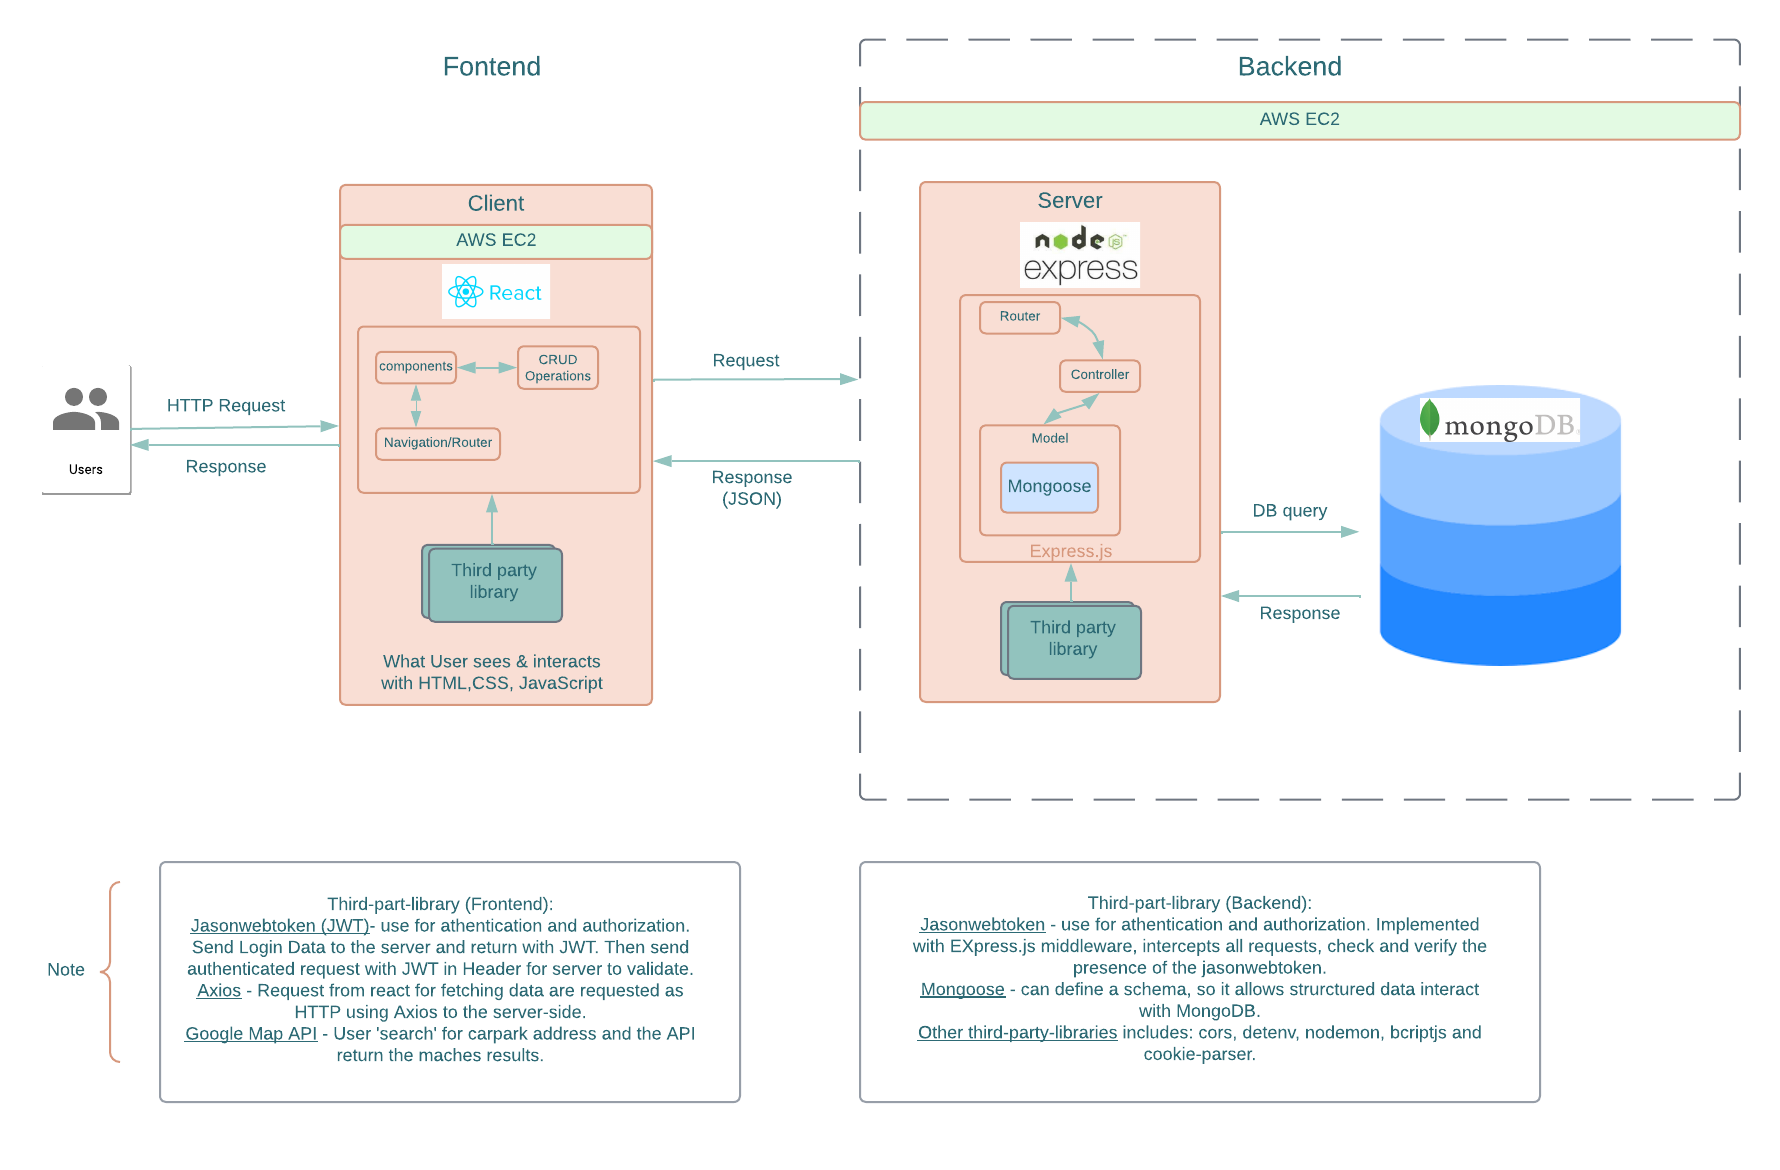 Fontend
Backend
AWS EC2
Client
AWS EC2
React
components
CRUD
Operations
Navigation/Router
Third party
library
What User sees & interacts
with HTML,CSS, JavaScript
Users
HTTP Request
Response
Request
Response
(JSON)
Server
node
JS
express
Router
Controller
Model
Mongoose
Express.js
Third party
library
DB query
Response
mongoDB
Note
Third-part-library (Frontend):
Jasonwebtoken (JWT)- use for athentication and authorization.
Send Login Data to the server and return with JWT. Then send
authenticated request with JWT in Header for server to validate.
Axios - Request from react for fetching data are requested as
HTTP using Axios to the server-side.
Google Map API - User 'search' for carpark address and the API
return the maches results.
Third-part-library (Backend):
Jasonwebtoken - use for athentication and authorization. Implemented
with EXpress.js middleware, intercepts all requests, check and verify the
presence of the jasonwebtoken.
Mongoose - can define a schema, so it allows strurctured data interact
with MongoDB.
Other third-party-libraries includes: cors, detenv, nodemon, bcriptjs and
cookie-parser.